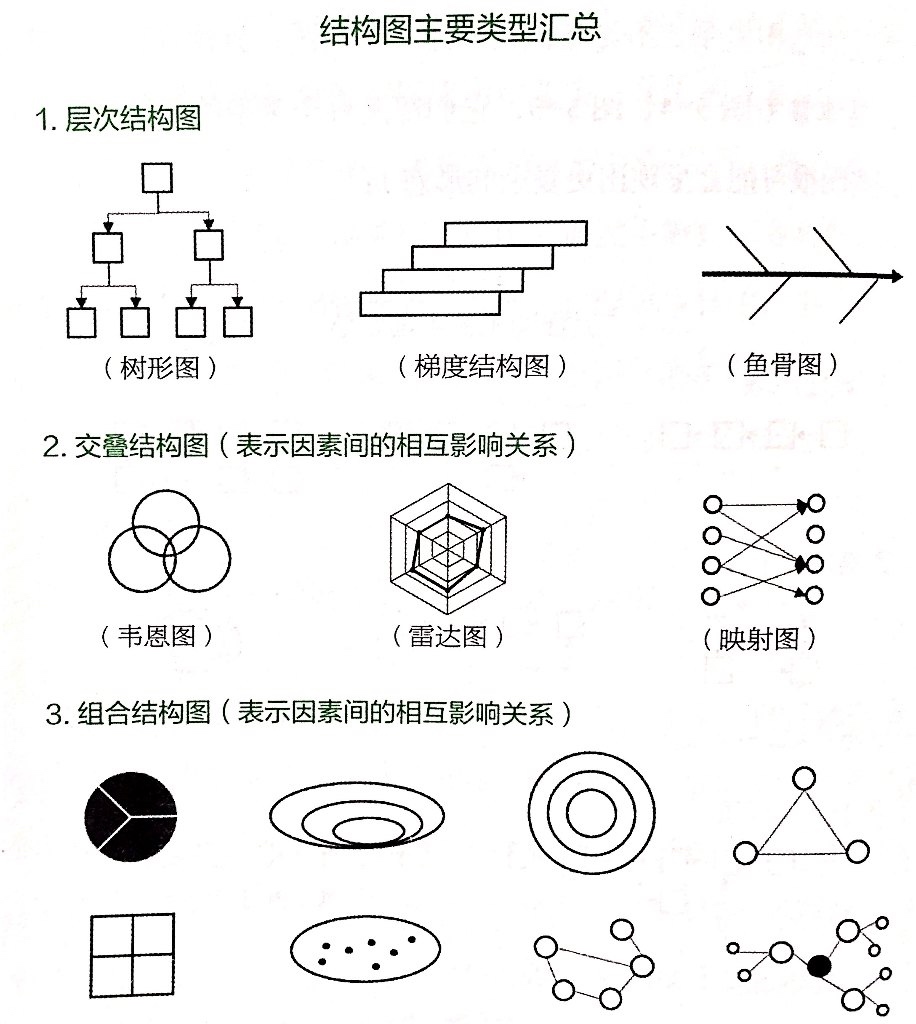 结构图主要类型汇总
1. 层次结构图
（树形图）
（梯度结构图）
（鱼骨图）
2. 交叠结构图（表示因素间的相互影响关系）
（韦恩图）
（雷达图）
（映射图）
3. 组合结构图（表示因素间的相互影响关系）